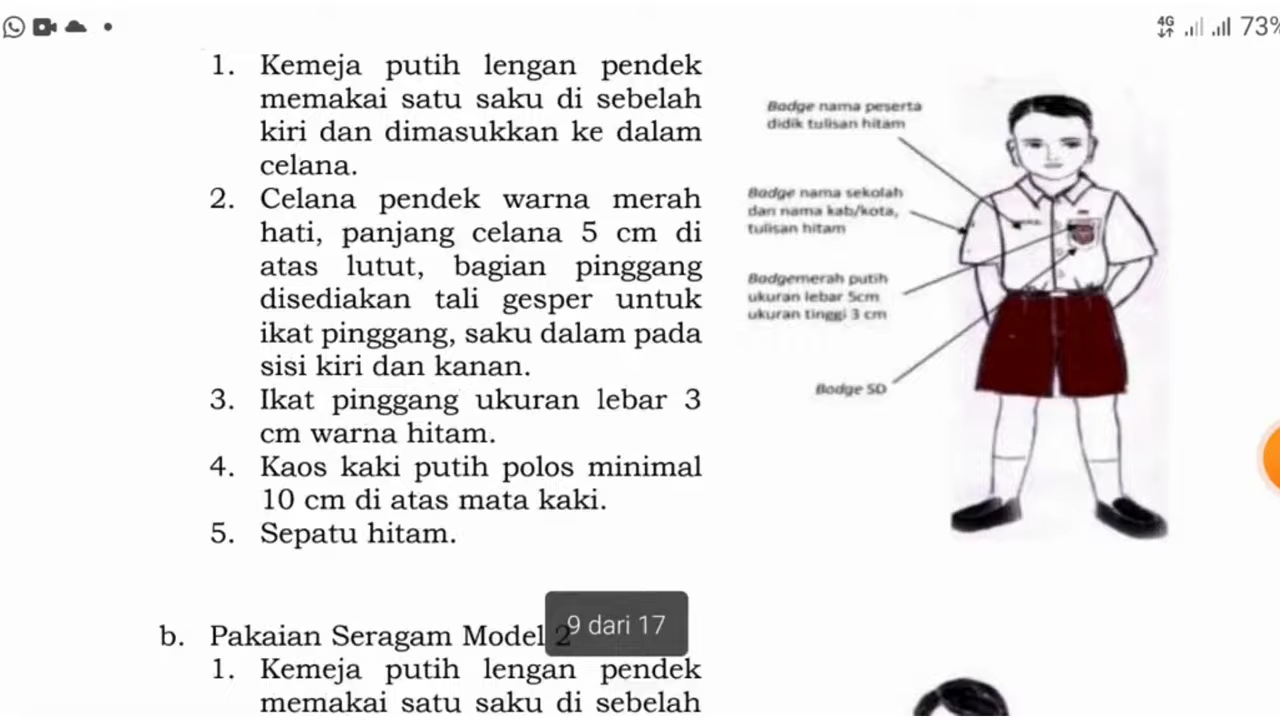 4G
73%
1. Kemeja putih lengan pendek
memakai satu saku di sebelah
kiri dan dimasukkan ke dalam
celana.
2. Celana pendek warna merah
hati, panjang celana 5 cm di
atas lutut, bagian pinggang
disediakan tali gesper untuk
ikat pinggang, saku dalam pada
sisi kiri dan kanan.
3. Ikat pinggang ukuran lebar 3
cm warna hitam.
4. Kaos kaki putih polos minimal
10 cm di atas mata kaki.
5. Sepatu hitam.
Badge nama peserta
didik tulisan hitam
Badge nama sekolah
dan nama kab/kota,
tulisan hitam
Badgemerah putih
ukuran lebar 5cm
ukuran tinggi 3 cm
Badge SD
b. Pakaian Seragam Model 2
9 dari 17
1. Kemeja putih lengan pendek
memakai satu saku di sebelah